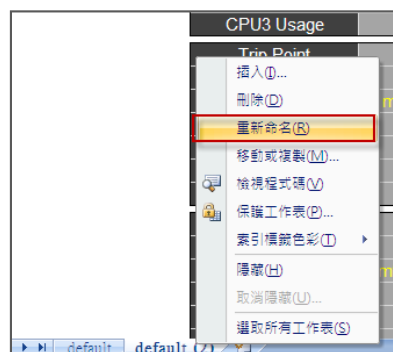 CPU3 Usage
Trip Point
插入(I)...
刪除(D)
重新命名(R)
移動或複製(M)...
檢視程式碼(V)
保護工作表(P)...
索引標籤色彩(T)
隱藏(H)
取消隱藏(U)...
選取所有工作表(S)
default default (2)